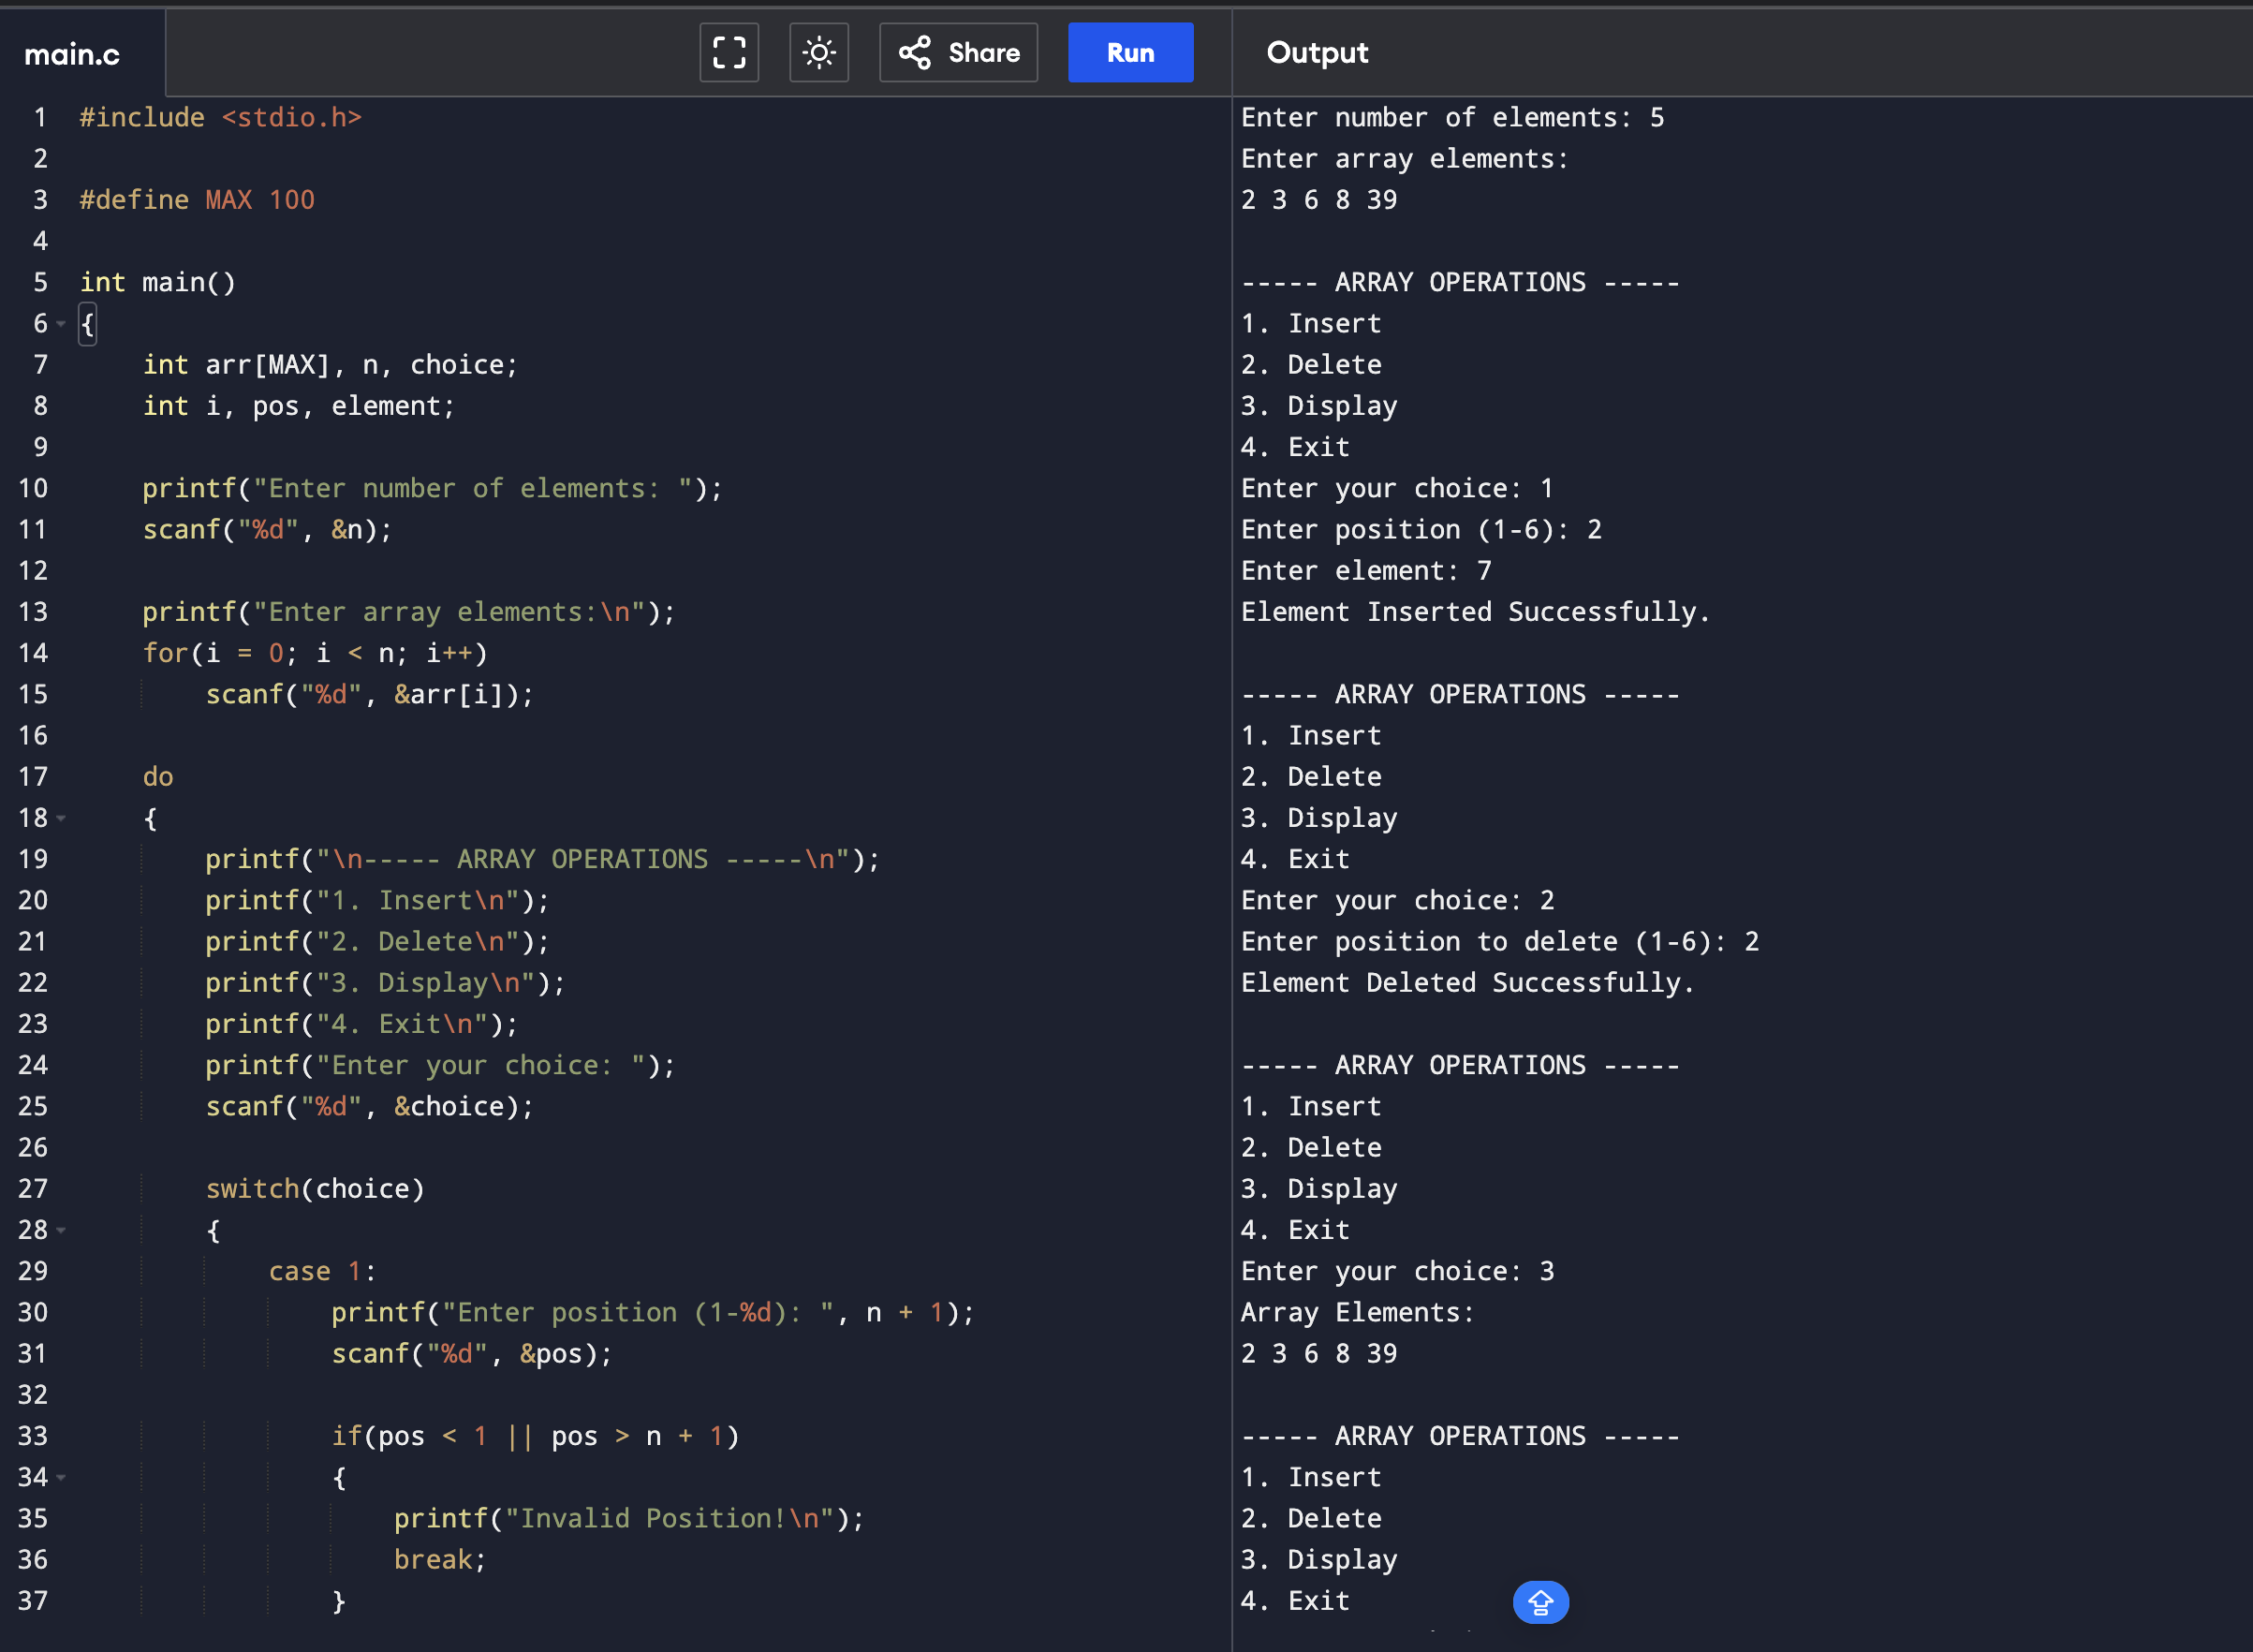 main.c
Share
Run
Output
1 #include <stdio.h>
2
3 #define MAX 100
4
5 int main()
6 {
7     int arr[MAX], n, choice;
8     int i, pos, element;
9
10     printf("Enter number of elements: ");
11     scanf("%d", &n);
12
13     printf("Enter array elements:\n");
14     for(i = 0; i < n; i++)
15         scanf("%d", &arr[i]);
16
17     do
18     {
19         printf("\n----- ARRAY OPERATIONS -----\n");
20         printf("1. Insert\n");
21         printf("2. Delete\n");
22         printf("3. Display\n");
23         printf("4. Exit\n");
24         printf("Enter your choice: ");
25         scanf("%d", &choice);
26
27         switch(choice)
28         {
29             case 1:
30                 printf("Enter position (1-%d): ", n + 1);
31                 scanf("%d", &pos);
32
33                 if(pos < 1 || pos > n + 1)
34                 {
35                     printf("Invalid Position!\n");
36                     break;
37                 }
Enter number of elements: 5
Enter array elements:
2 3 6 8 39

----- ARRAY OPERATIONS -----
1. Insert
2. Delete
3. Display
4. Exit
Enter your choice: 1
Enter position (1-6): 2
Enter element: 7
Element Inserted Successfully.

----- ARRAY OPERATIONS -----
1. Insert
2. Delete
3. Display
4. Exit
Enter your choice: 2
Enter position to delete (1-6): 2
Element Deleted Successfully.

----- ARRAY OPERATIONS -----
1. Insert
2. Delete
3. Display
4. Exit
Enter your choice: 3
Array Elements:
2 3 6 8 39

----- ARRAY OPERATIONS -----
1. Insert
2. Delete
3. Display
4. Exit